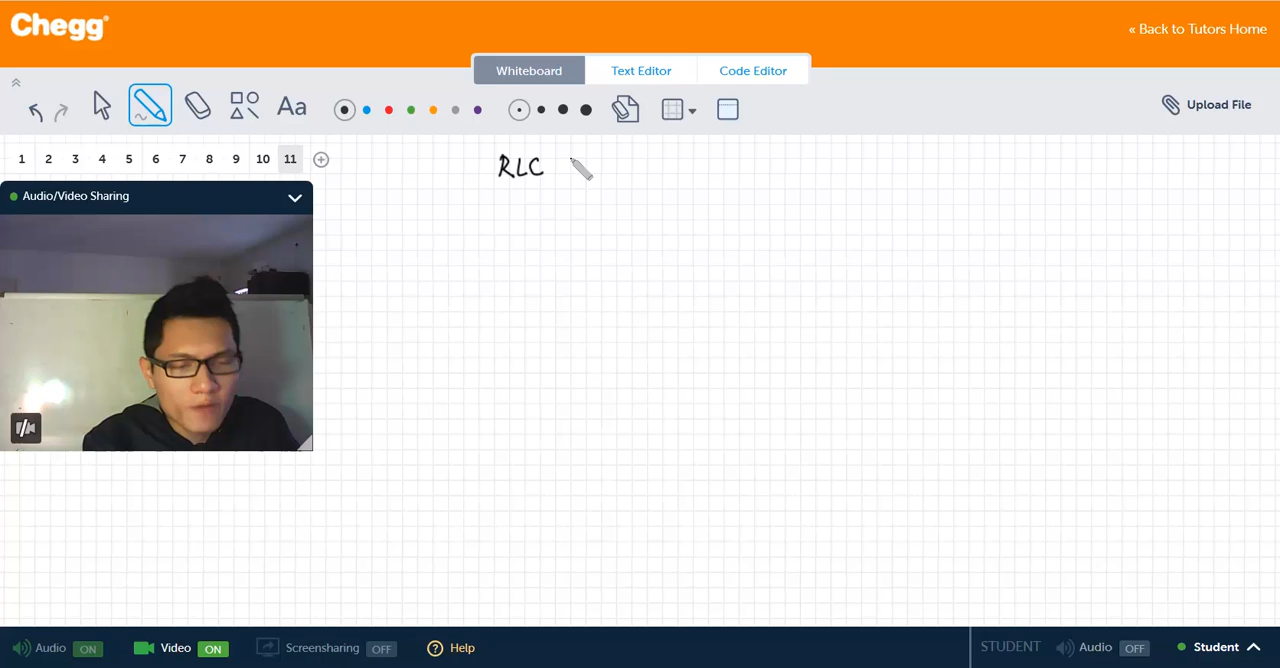 Chegg®
« Back to Tutors Home
Whiteboard Text Editor Code Editor
Aa
Upload File
1 2 3 4 5 6 7 8 9 10 11
RLC
Audio/Video Sharing
Audio ON Video ON Screensharing OFF Help STUDENT Audio OFF Student